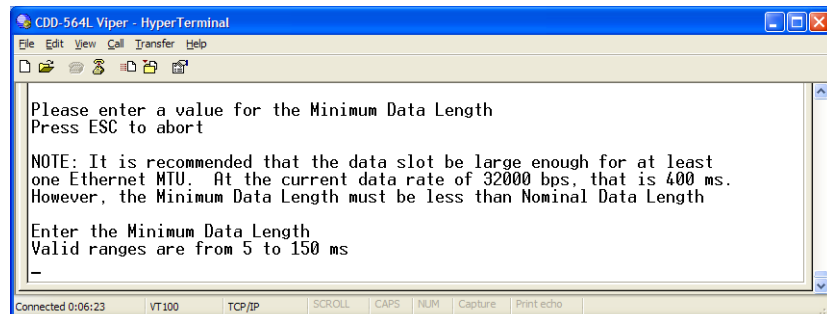 CDD-564L Viper - HyperTerminal
File Edit View Call Transfer Help
Please enter a value for the Minimum Data Length
Press ESC to abort
NOTE: It is recommended that the data slot be large enough for at least
one Ethernet MTU. At the current data rate of 32000 bps, that is 400 ms.
However, the Minimum Data Length must be less than Nominal Data Length
Enter the Minimum Data Length
Valid ranges are from 5 to 150 ms
_
Connected 0:06:23 VT100 TCP/IP SCROLL CAPS NUM Capture Print echo